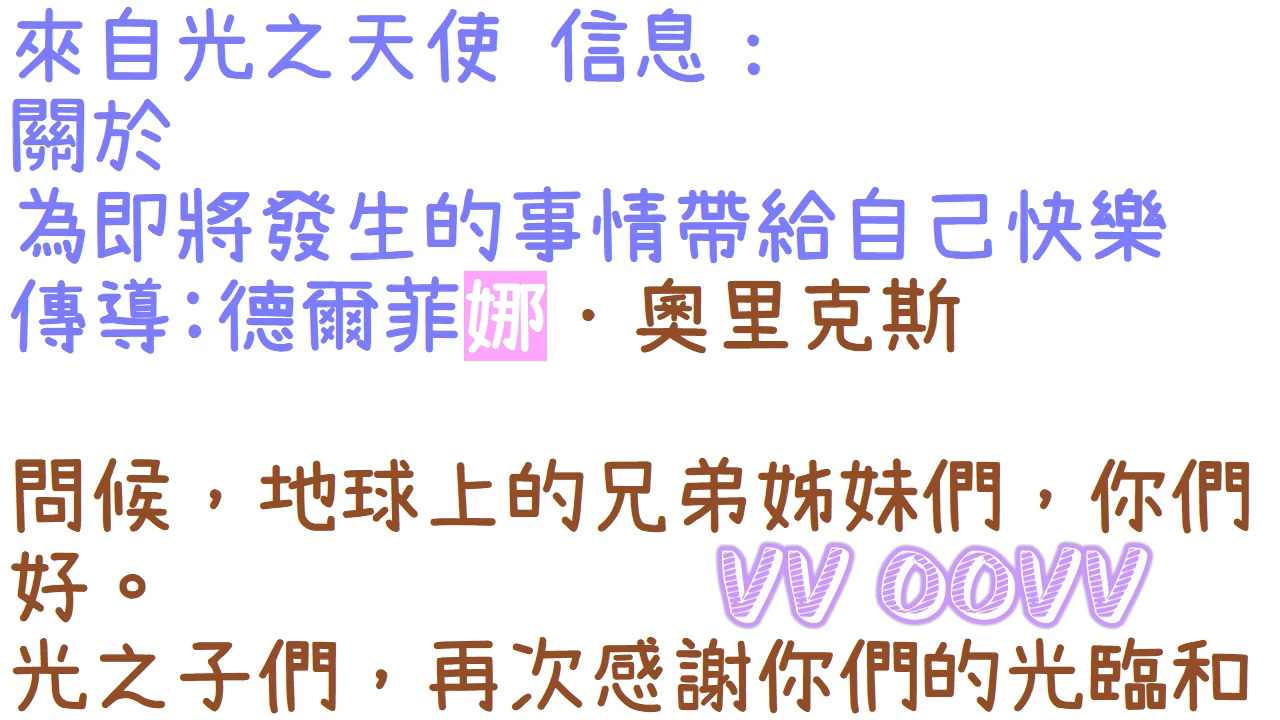 來自光之天使 信息:
關於
為即將發生的事情帶給自己快樂
傳導:德爾菲娜·奧里克斯
問候,地球上的兄弟姊妹們,你們
好。
VV OOVV
光之子們,再次感謝你們的光臨和